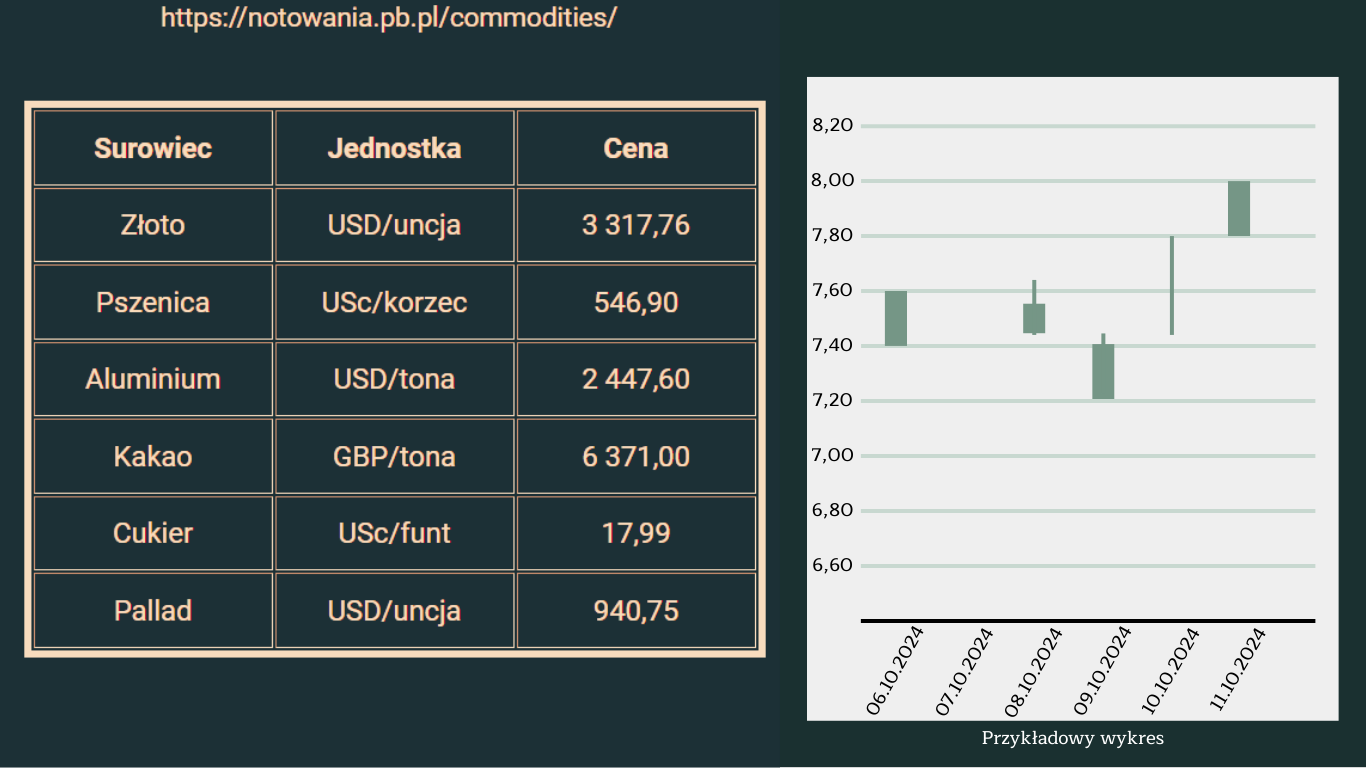 https://notowania.pb.pl/commodities/
Surowiec Jednostka Cena
Złoto USD/uncja 3 317,76
Pszenica USc/korzec 546,90
Aluminium USD/tona 2 447,60
Kakao GBP/tona 6 371,00
Cukier USc/funt 17,99
Pallad USD/uncja 940,75
8,20
8,00
7,80
7,60
7,40
7,20
7,00
6,80
6,60
06.10.2024 07.10.2024 08.10.2024 09.10.2024 10.10.2024 11.10.2024
Przykładowy wykres